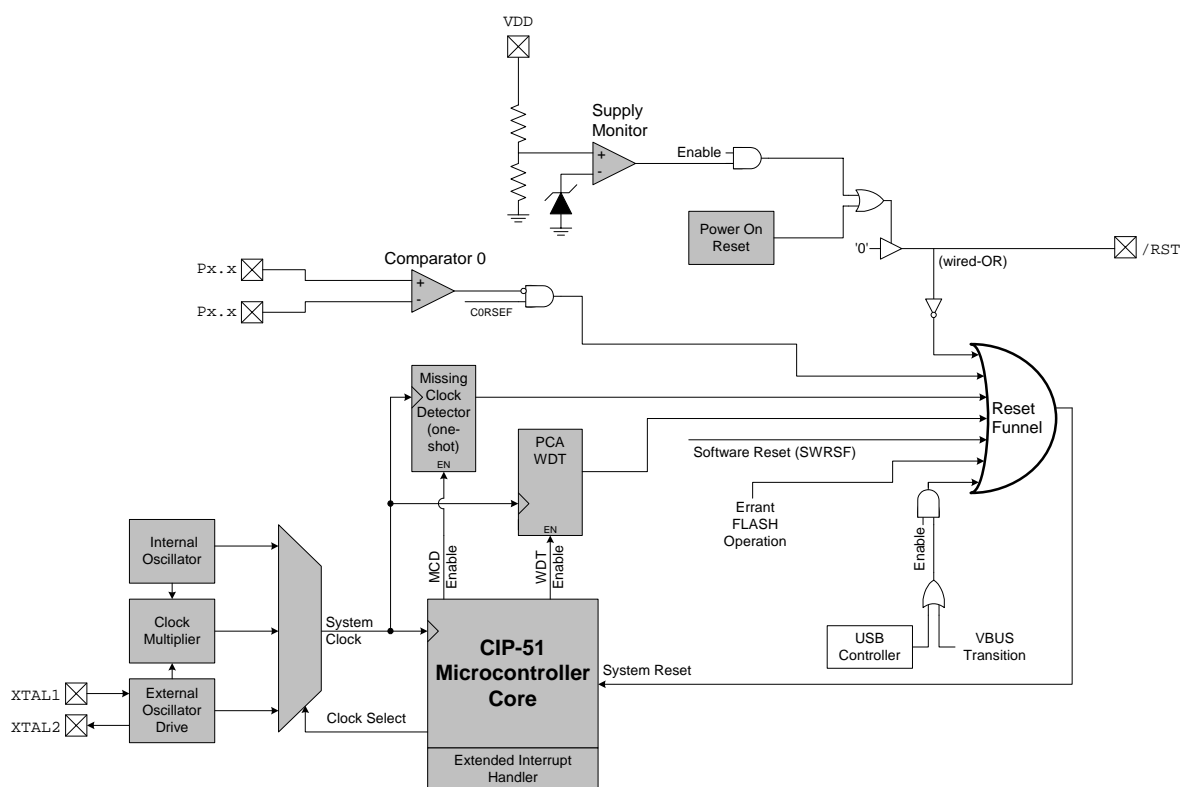 VDD
Supply
Monitor
+
-
Enable
Power On
Reset
'0'
(wired-OR)
/RST
Px.x
Px.x
Comparator 0
+
-
C0RSEF
Missing
Clock
Detector
(one-
shot)
EN
PCA
WDT
EN
Reset
Funnel
Software Reset (SWRSF)
Errant
FLASH
Operation
Enable
USB
Controller
VBUS
Transition
Internal
Oscillator
Clock
Multiplier
External
Oscillator
Drive
XTAL1
XTAL2
System
Clock
MCD
Enable
WDT
Enable
CIP-51
Microcontroller
Core
System Reset
Clock Select
Extended Interrupt
Handler